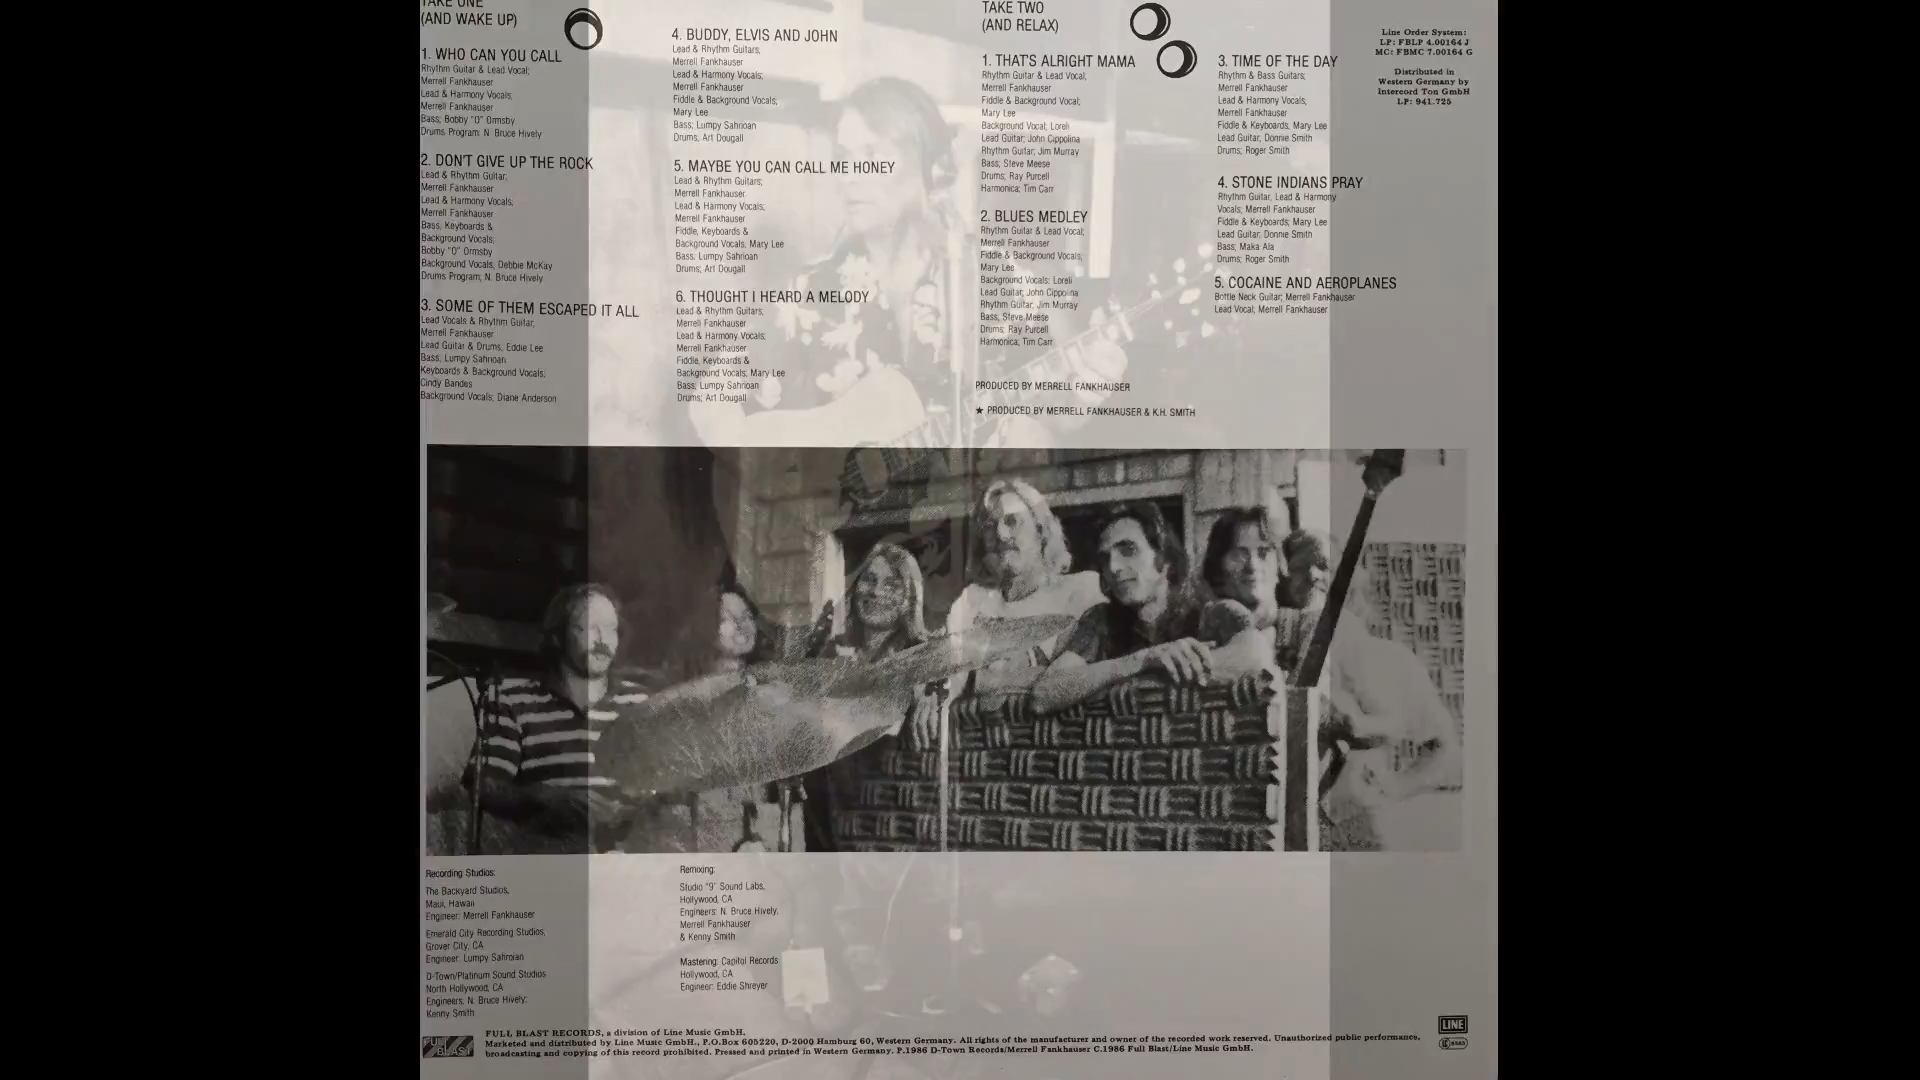 TAKE ONE
(AND WAKE UP)
1. WHO CAN YOU CALL
Rhythm Guitar & Lead Vocal;
Merrell Fankhauser
Lead & Harmony Vocals;
Merrell Fankhauser
Bass; Bobby "O" Ormsby
Drums Program: N. Bruce Hively
2. DON'T GIVE UP THE ROCK
Lead & Rhythm Guitar;
Merrell Fankhauser
Lead & Harmony Vocals;
Merrell Fankhauser
Bass, Keyboards &
Background Vocals;
Bobby "O" Ormsby
Background Vocals; Debbie McKay
Drums Program; N. Bruce Hively
3. SOME OF THEM ESCAPED IT ALL
Lead Vocals & Rhythm Guitar;
Merrell Fankhauser
Lead Guitar & Drums; Eddie Lee
Bass; Lumpy Sahroian
Keyboards & Background Vocals;
Cindy Bandes
Background Vocals; Diane Anderson
4. BUDDY, ELVIS AND JOHN
Lead & Rhythm Guitars;
Merrell Fankhauser
Lead & Harmony Vocals;
Merrell Fankhauser
Fiddle & Background Vocals;
Mary Lee
Bass; Lumpy Sahroian
Drums; Art Dougall
5. MAYBE YOU CAN CALL ME HONEY
Lead & Rhythm Guitars;
Merrell Fankhauser
Lead & Harmony Vocals;
Merrell Fankhauser
Fiddle, Keyboards &
Background Vocals; Mary Lee
Bass; Lumpy Sahroian
Drums; Art Dougall
6. THOUGHT I HEARD A MELODY
Lead & Rhythm Guitars;
Merrell Fankhauser
Lead & Harmony Vocals;
Merrell Fankhauser
Fiddle, Keyboards &
Background Vocals; Mary Lee
Bass; Lumpy Sahroian
Drums; Art Dougall
TAKE TWO
(AND RELAX)
1. THAT'S ALRIGHT MAMA
Rhythm Guitar & Lead Vocal;
Merrell Fankhauser
Fiddle & Background Vocal;
Mary Lee
Background Vocal; Loreli
Lead Guitar; John Cippolina
Rhythm Guitar; Jim Murray
Bass; Steve Meese
Drums; Ray Purcell
Harmonica; Tim Carr
2. BLUES MEDLEY
Rhythm Guitar & Lead Vocal;
Merrell Fankhauser
Fiddle & Background Vocals;
Mary Lee
Background Vocals: Loreli
Lead Guitar; John Cippolina
Rhythm Guitar; Jim Murray
Bass; Steve Meese
Drums; Ray Purcell
Harmonica; Tim Carr
PRODUCED BY MERRELL FANKHAUSER
★ PRODUCED BY MERRELL FANKHAUSER & K.H. SMITH
3. TIME OF THE DAY
Rhythm & Bass Guitars;
Merrell Fankhauser
Lead & Harmony Vocals;
Merrell Fankhauser
Fiddle & Keyboards; Mary Lee
Lead Guitar; Donnie Smith
Drums; Roger Smith
4. STONE INDIANS PRAY
Rhythm Guitar, Lead & Harmony
Vocals; Merrell Fankhauser
Fiddle & Keyboards; Mary Lee
Lead Guitar; Donnie Smith
Bass; Maka Ala
Drums; Roger Smith
5. COCAINE AND AEROPLANES
Bottle Neck Guitar; Merrell Fankhauser
Lead Vocal; Merrell Fankhauser
Line Order System:
LP: FBLP 4.00164 J
MC: FBMC 7.00164 G
Distributed in
Western Germany by
Intercord Ton GmbH
LP: 941.725
Recording Studios:
The Backyard Studios,
Maui, Hawaii
Engineer: Merrell Fankhauser
Emerald City Recording Studios,
Grover City, CA
Engineer: Lumpy Sahroian
D-Town/Platinum Sound Studios
North Hollywood, CA
Engineers; N. Bruce Hively;
Kenny Smith
Remixing:
Studio "9" Sound Labs,
Hollywood, CA
Engineers: N. Bruce Hively,
Merrell Fankhauser
& Kenny Smith
Mastering: Capitol Records
Hollywood, CA
Engineer: Eddie Shreyer
FULL BLAST
FULL BLAST RECORDS, a division of Line Music GmbH.
Marketed and distributed by Line Music GmbH., P.O.Box 605220, D-2000 Hamburg 60, Western Germany. All rights of the manufacturer and owner of the recorded work reserved. Unauthorized public performance,
broadcasting and copying of this record prohibited. Pressed and printed in Western Germany. P.1986 D-Town Records/Merrell Fankhauser C.1986 Full Blast/Line Music GmbH.
LINE